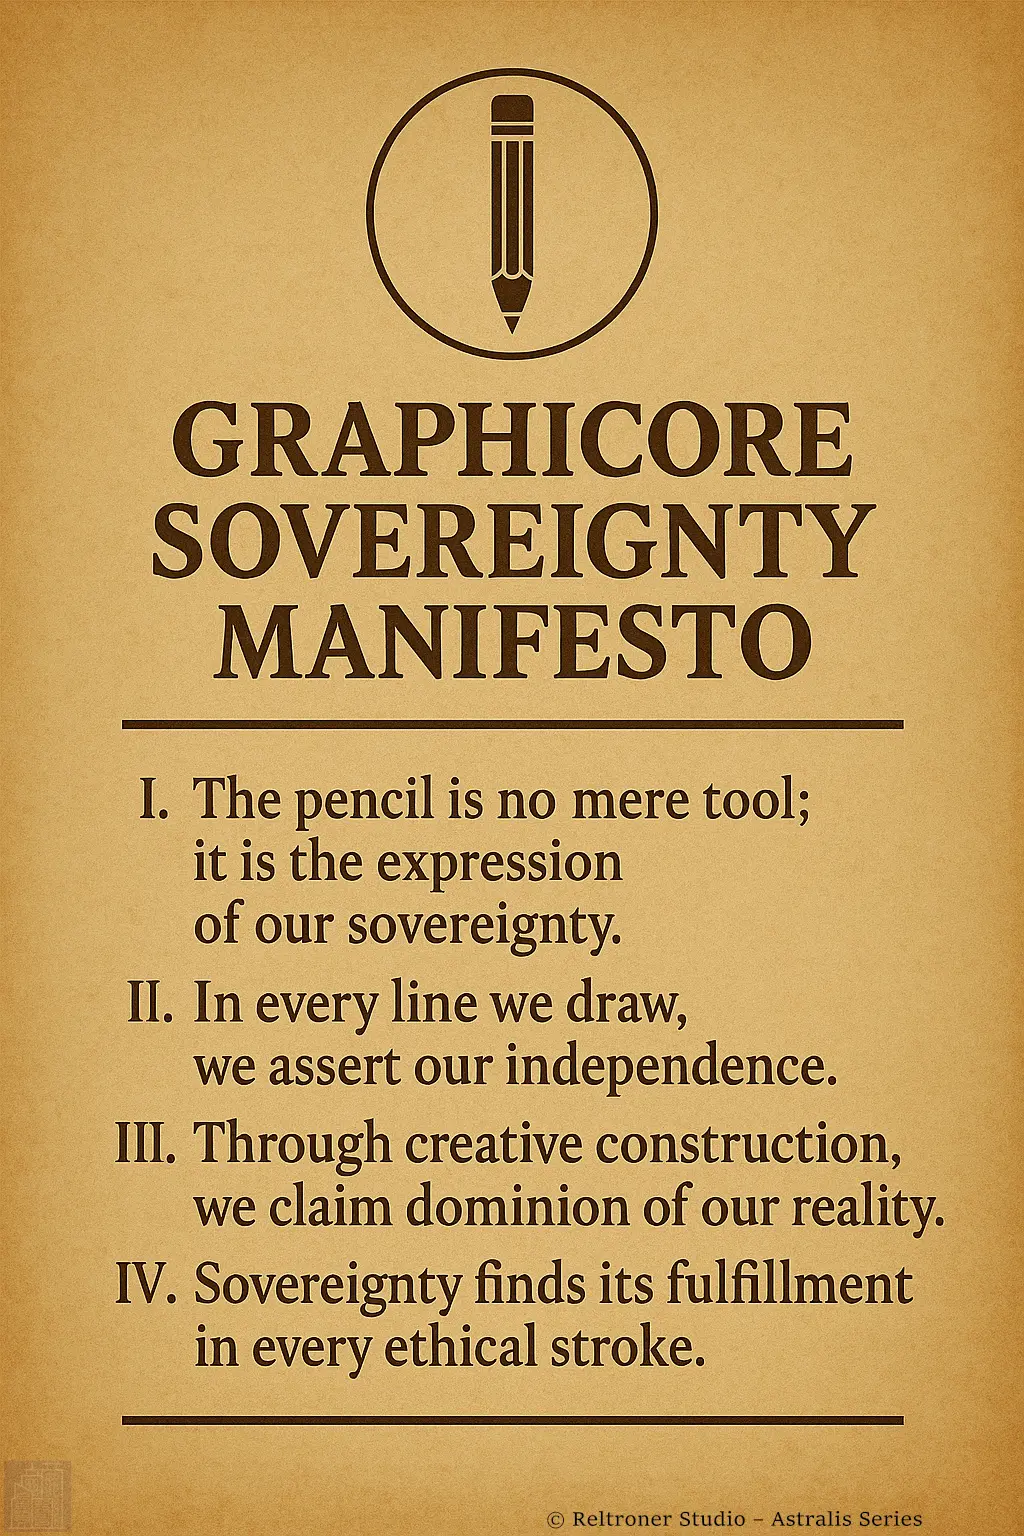 GRAPHICORE
SOVEREIGNTY
MANIFESTO
I. The pencil is no mere tool;
it is the expression
of our sovereignty.
II. In every line we draw,
we assert our independence.
III. Through creative construction,
we claim dominion of our reality.
IV. Sovereignty finds its fulfillment
in every ethical stroke.
© Reltroner Studio – Astralis Series